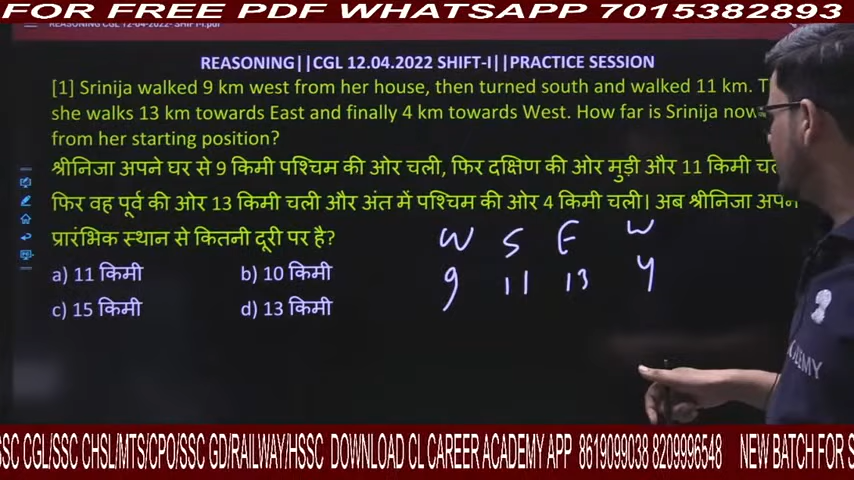 FOR FREE PDF WHATSAPP 7015382893
REASONING||CGL 12.04.2022 SHIFT-I||PRACTICE SESSION
[1] Srinija walked 9 km west from her house, then turned south and walked 11 km.
she walks 13 km towards East and finally 4 km towards West. How far is Srinija now
from her starting position?
श्रीनिजा अपने घर से 9 किमी पश्चिम की ओर चली, फिर दक्षिण की ओर मुड़ी और 11 किमी
फिर वह पूर्व की ओर 13 किमी चली और अंत में पश्चिम की ओर 4 किमी चली। अब श्रीनिजा अपने
प्रारंभिक स्थान से कितनी दूरी पर है?
W S E W
9 11 13 4
a) 11 किमी b) 10 किमी
c) 15 किमी d) 13 किमी
SSC CGL/SSC CHSL/MTS/CPO/SSC GD/RAILWAY/HSSC DOWNLOAD CL CAREER ACADEMY APP 8619099038 8209996548 NEW BATCH FOR